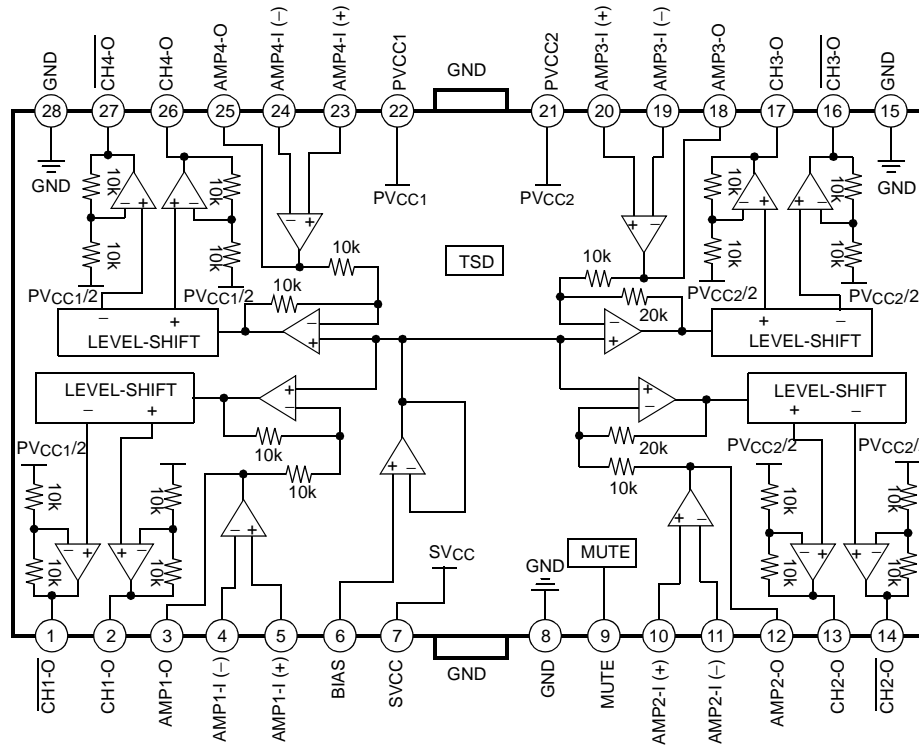 GND
CH4-O
CH4-O
AMP4-O
AMP4-I (−)
AMP4-I (+)
PVCC1
GND
PVCC2
AMP3-I (+)
AMP3-I (−)
AMP3-O
CH3-O
CH3-O
GND
28 27 26 25 24 23 22 21 20 19 18 17 16 15
GND
10k
− +
+ −
10k
− +
PVCC1
PVCC2
− +
10k
− +
+ −
10k
GND
10k
10k
10k
TSD
10k
10k
10k
PVCC1/2
PVCC1/2
10k
20k
PVCC2/2
PVCC2/2
− +
LEVEL-SHIFT
−
+
−
+
+ −
LEVEL-SHIFT
LEVEL-SHIFT
− +
+
−
+
−
LEVEL-SHIFT
+ −
PVCC1/2
10k
10k
+ −
20k
10k
PVCC2/2
PVCC2/
10k
10k
10k
10k
10k
10k
− +
+ −
− +
+ −
− +
− +
10k
10k
SVCC
GND
MUTE
1 2 3 4 5 6 7 8 9 10 11 12 13 14
CH1-O
CH1-O
AMP1-O
AMP1-I (−)
AMP1-I (+)
BIAS
SVCC
GND
GND
MUTE
AMP2-I (+)
AMP2-I (−)
AMP2-O
CH2-O
CH2-O